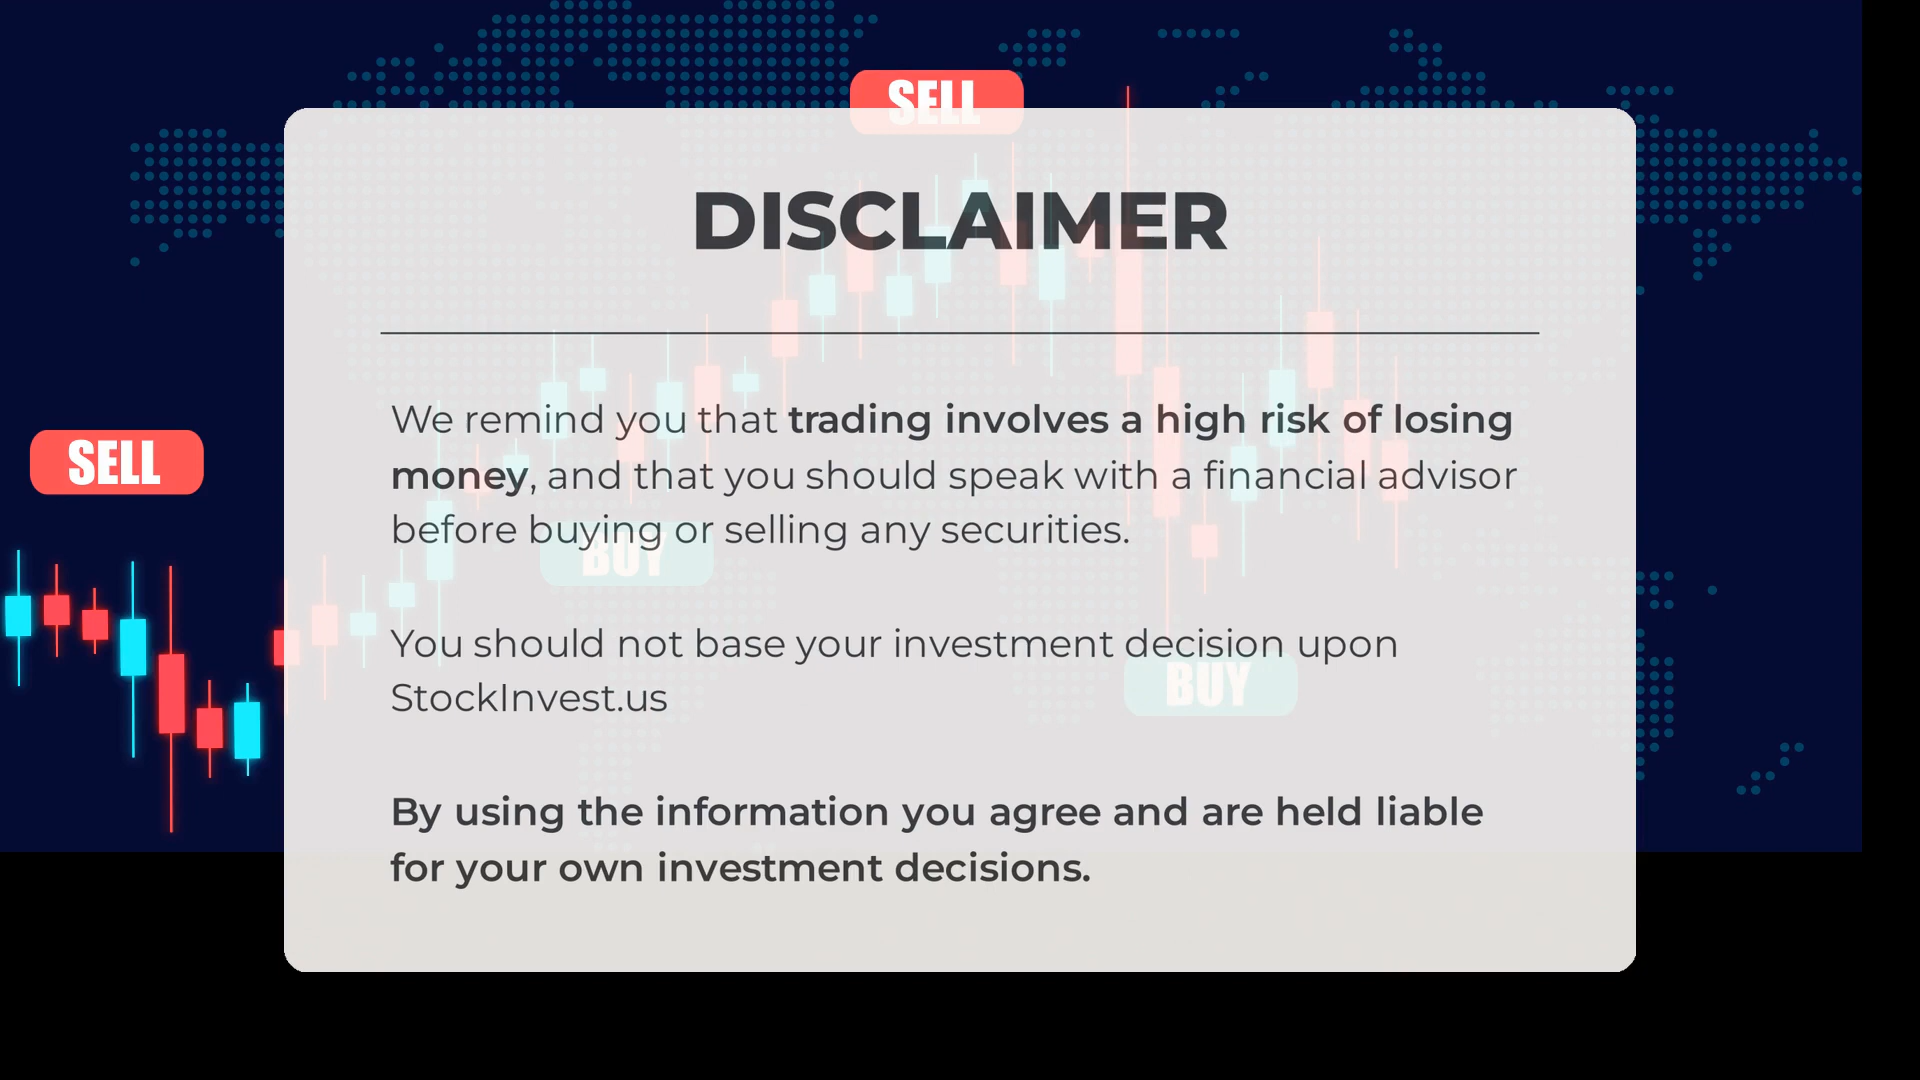 SELL
DISCLAIMER
We remind you that trading involves a high risk of losing
money, and that you should speak with a financial advisor
before buying or selling any securities.
SELL
BUY
You should not base your investment decision upon
StockInvest.us
BUY
By using the information you agree and are held liable
for your own investment decisions.